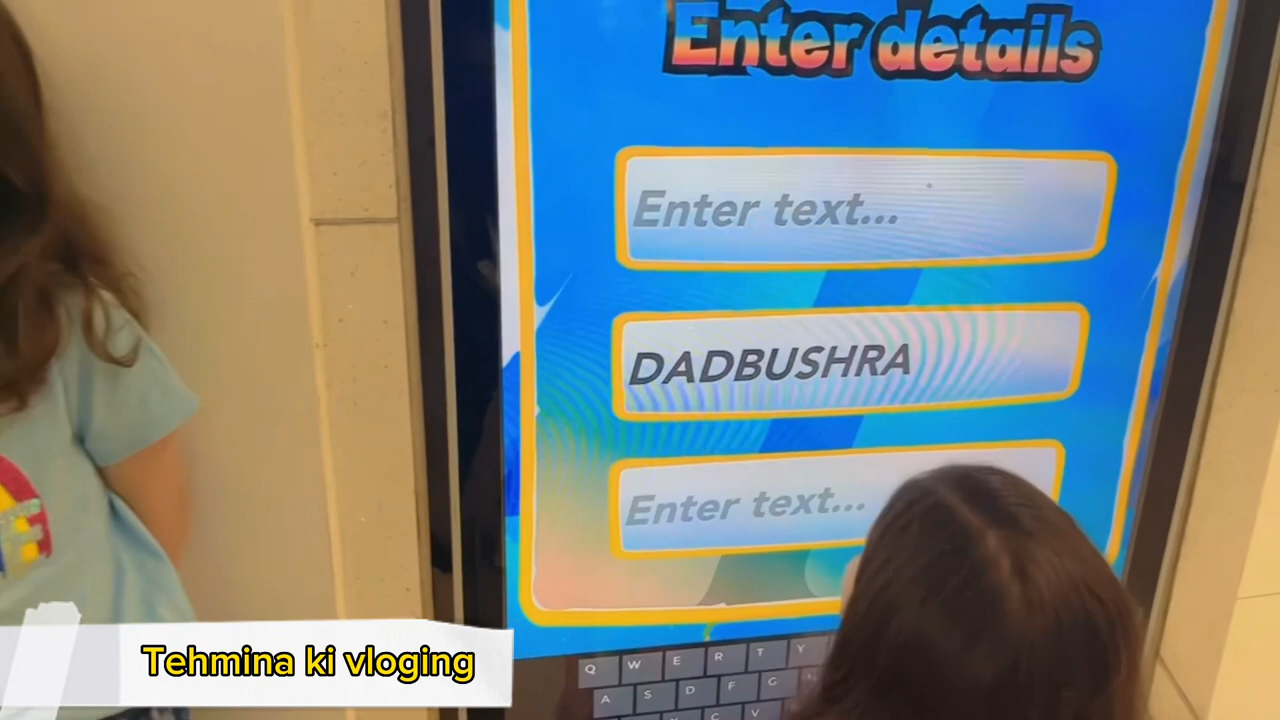 Enter details
Enter text...
DADBUSHRA
Enter text...
Q W E R T Y
A S D F G
X C V
Tehmina ki vloging